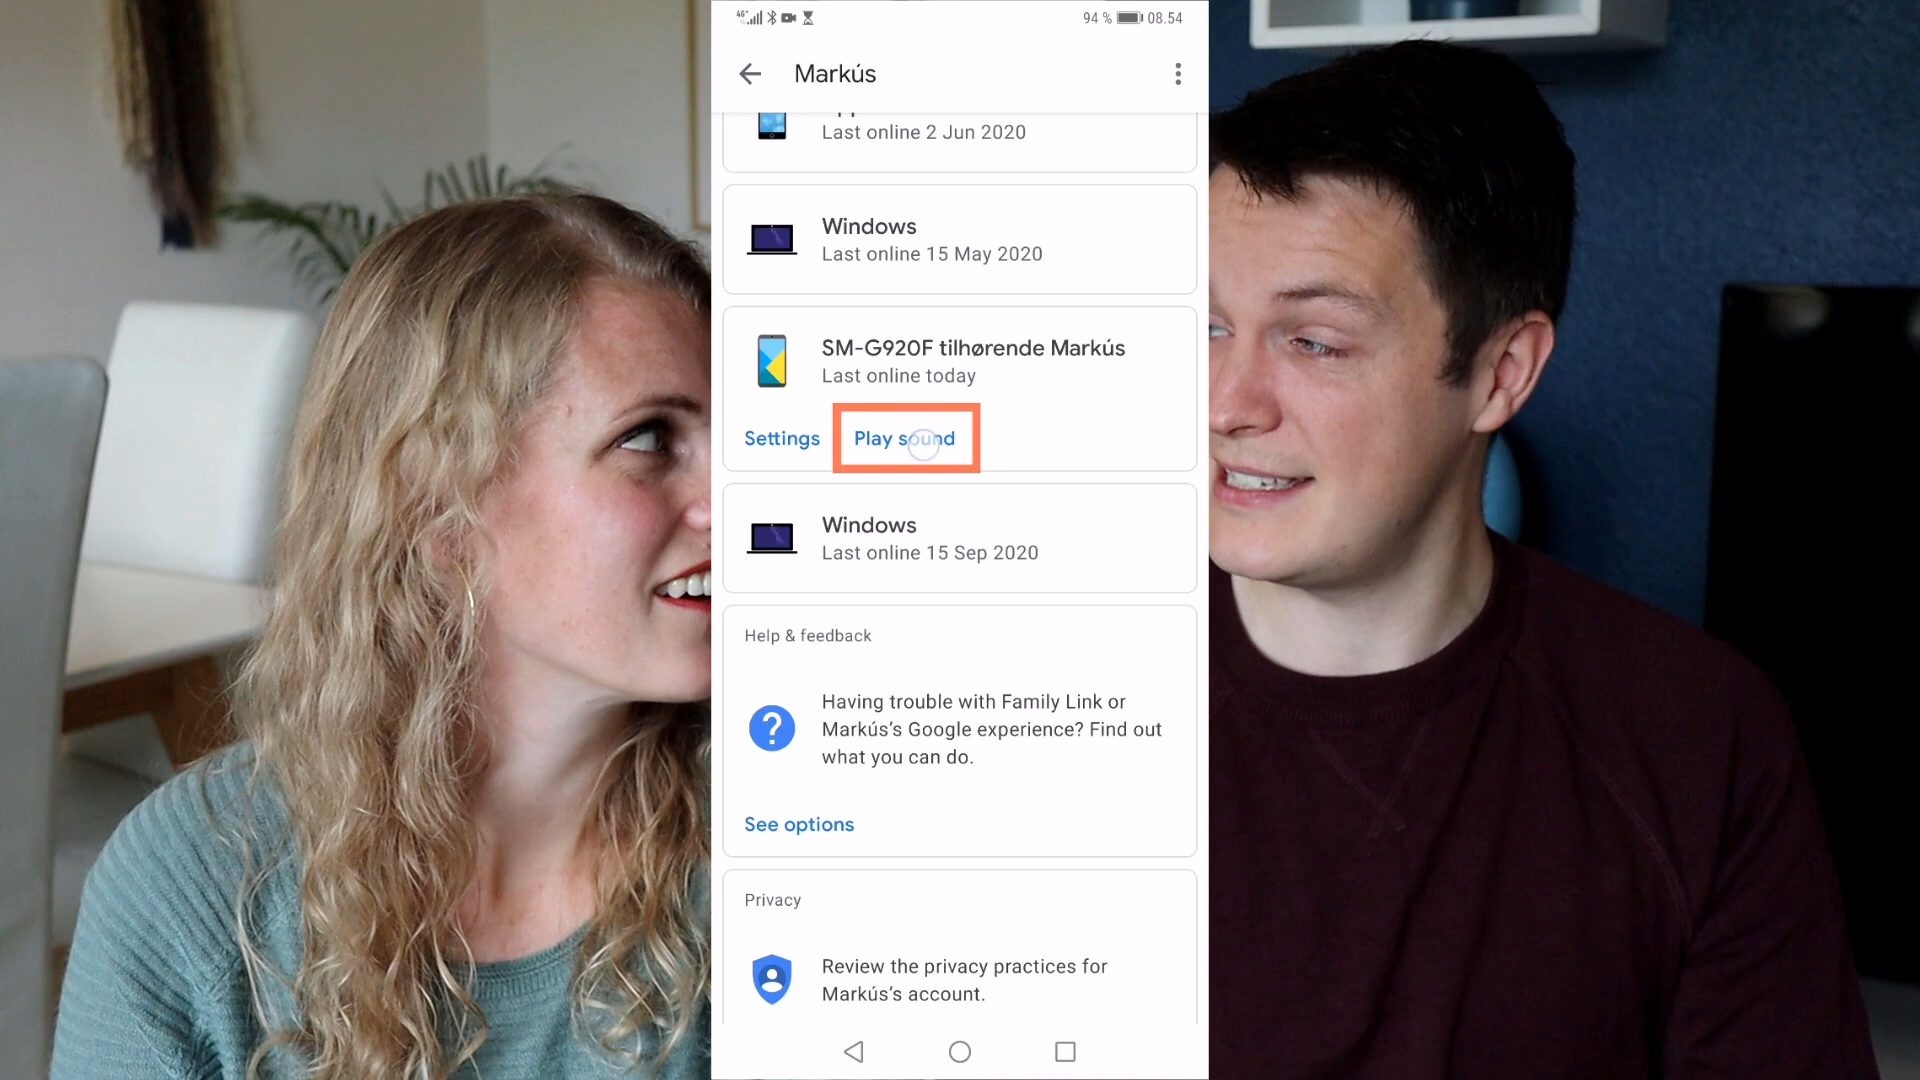 94 % 08.54
Markús
Last online 2 Jun 2020
Windows
Last online 15 May 2020
SM-G920F tilhørende Markús
Last online today
Settings Play sound
Windows
Last online 15 Sep 2020
Help & feedback
Having trouble with Family Link or
Markús’s Google experience? Find out
what you can do.
See options
Privacy
Review the privacy practices for
Markús’s account.